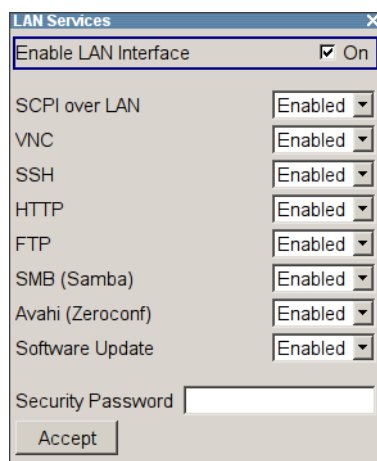 LAN Services
Enable LAN Interface On
SCPI over LAN Enabled
VNC Enabled
SSH Enabled
HTTP Enabled
FTP Enabled
SMB (Samba) Enabled
Avahi (Zeroconf) Enabled
Software Update Enabled
Security Password
Accept